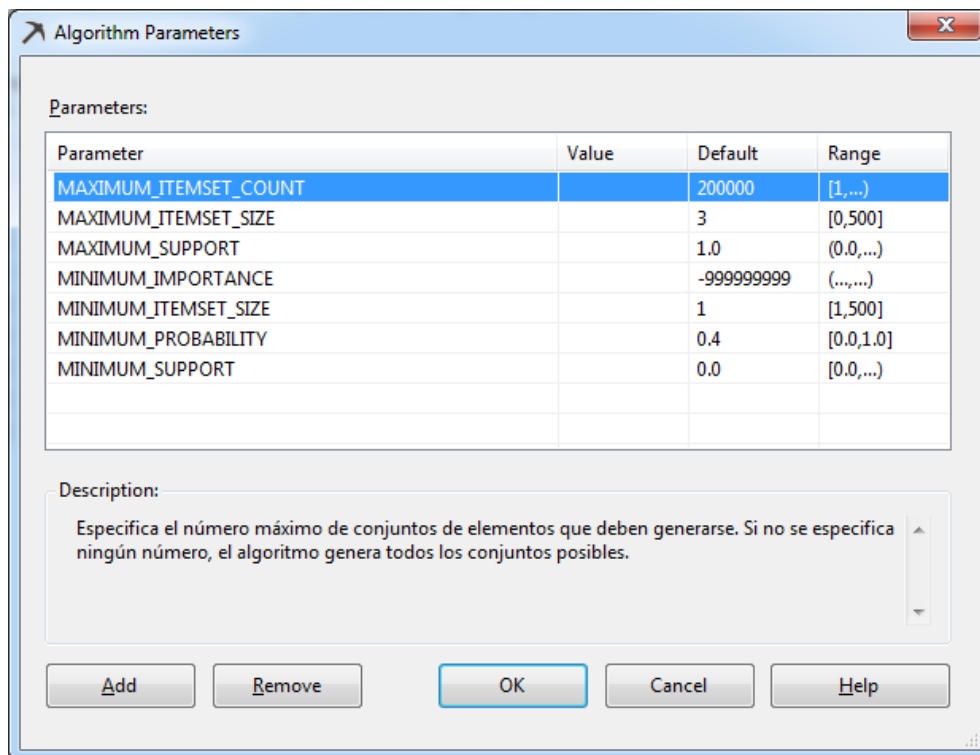 Algorithm Parameters
Parameters:
Parameter Value Default Range
MAXIMUM_ITEMSET_COUNT 200000 [1,...)
MAXIMUM_ITEMSET_SIZE 3 [0,500]
MAXIMUM_SUPPORT 1.0 (0.0,...)
MINIMUM_IMPORTANCE -999999999 (...,...)
MINIMUM_ITEMSET_SIZE 1 [1,500]
MINIMUM_PROBABILITY 0.4 [0.0,1.0]
MINIMUM_SUPPORT 0.0 [0.0,...)
Description:
Especifica el número máximo de conjuntos de elementos que deben generarse. Si no se especifica
ningún número, el algoritmo genera todos los conjuntos posibles.
Add Remove OK Cancel Help